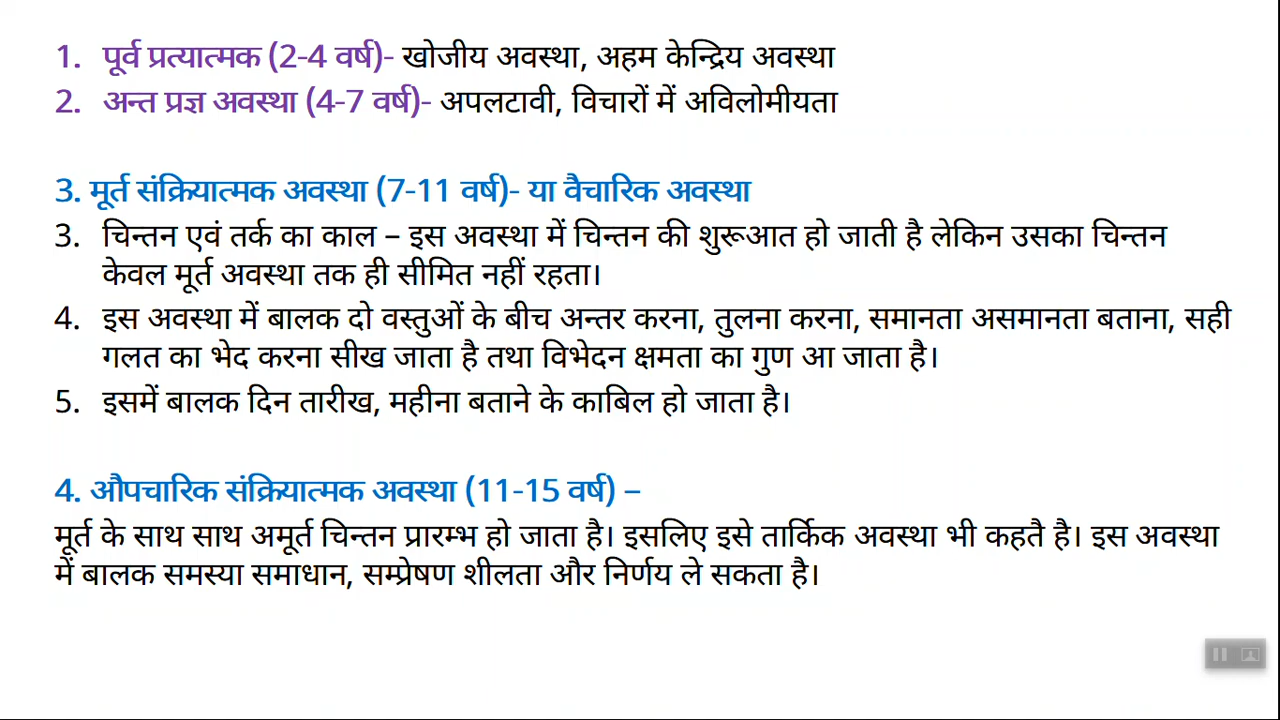 1. पूर्व प्रत्यात्मक (2-4 वर्ष)- खोजीय अवस्था, अहम केन्द्रिय अवस्था
2. अन्त प्रज्ञ अवस्था (4-7 वर्ष)- अपलटावी, विचारों में अविलोमीयता
3. मूर्त संक्रियात्मक अवस्था (7-11 वर्ष)- या वैचारिक अवस्था
3. चिन्तन एवं तर्क का काल – इस अवस्था में चिन्तन की शुरूआत हो जाती है लेकिन उसका चिन्तन
केवल मूर्त अवस्था तक ही सीमित नहीं रहता।
4. इस अवस्था में बालक दो वस्तुओं के बीच अन्तर करना, तुलना करना, समानता असमानता बताना, सही
गलत का भेद करना सीख जाता है तथा विभेदन क्षमता का गुण आ जाता है।
5. इसमें बालक दिन तारीख, महीना बताने के काबिल हो जाता है।
4. औपचारिक संक्रियात्मक अवस्था (11-15 वर्ष) –
मूर्त के साथ साथ अमूर्त चिन्तन प्रारम्भ हो जाता है। इसलिए इसे तार्किक अवस्था भी कहतै है। इस अवस्था
में बालक समस्या समाधान, सम्प्रेषण शीलता और निर्णय ले सकता है।